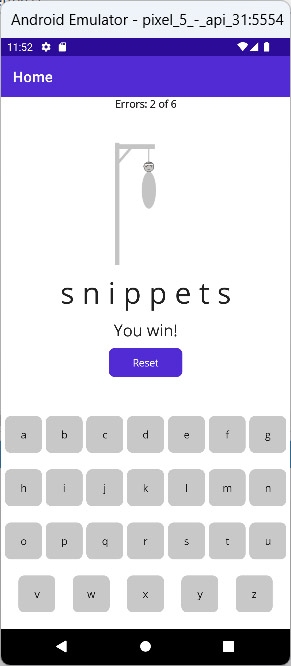 Android Emulator - pixel_5_-_api_31:5554
11:52
Home
Errors: 2 of 6
s n i p p e t s
You win!
Reset
a b c d e f g
h i j k l m n
o p q r s t u
v w x y z